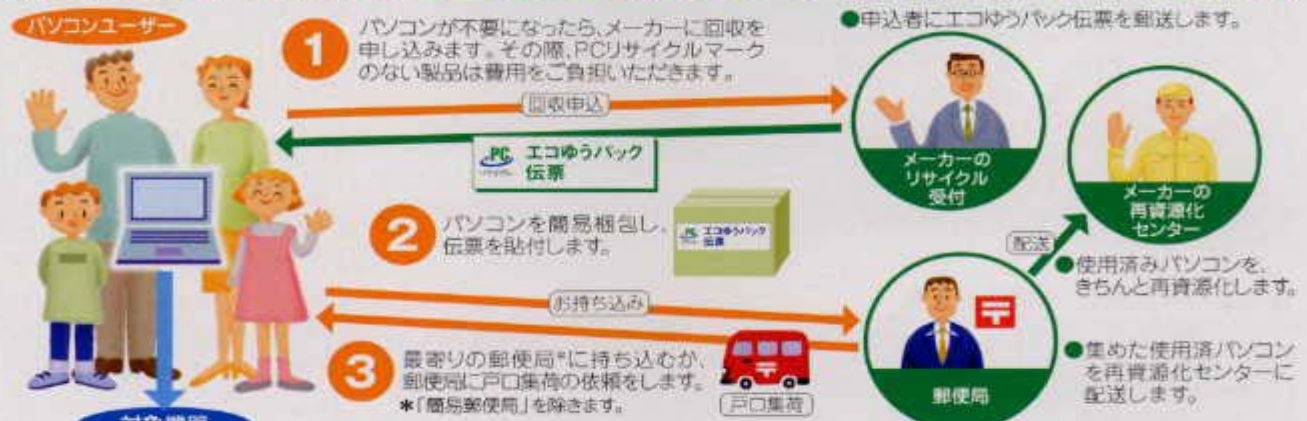 パソコンユーザー
1
パソコンが不要になったら、メーカーに回収を
申し込みます。その際、PCリサイクルマーク
のない製品は費用をご負担いただきます。
●申込者にエコゆうパック伝票を郵送します。
回収申込
PC
エコゆうパック
伝票
メーカーの
リサイクル
受付
メーカーの
再資源化
センター
2
パソコンを簡易梱包し、
伝票を貼付します。
エコゆうパック
伝票
配送
●使用済みパソコンを、
きちんと再資源化します。
お持ち込み
3
最寄りの郵便局*に持ち込むか、
郵便局に戸口集荷の依頼をします。
*「簡易郵便局」を除きます。
戸口集荷
〒
郵便局
●集めた使用済パソコン
を再資源化センターに
配送します。